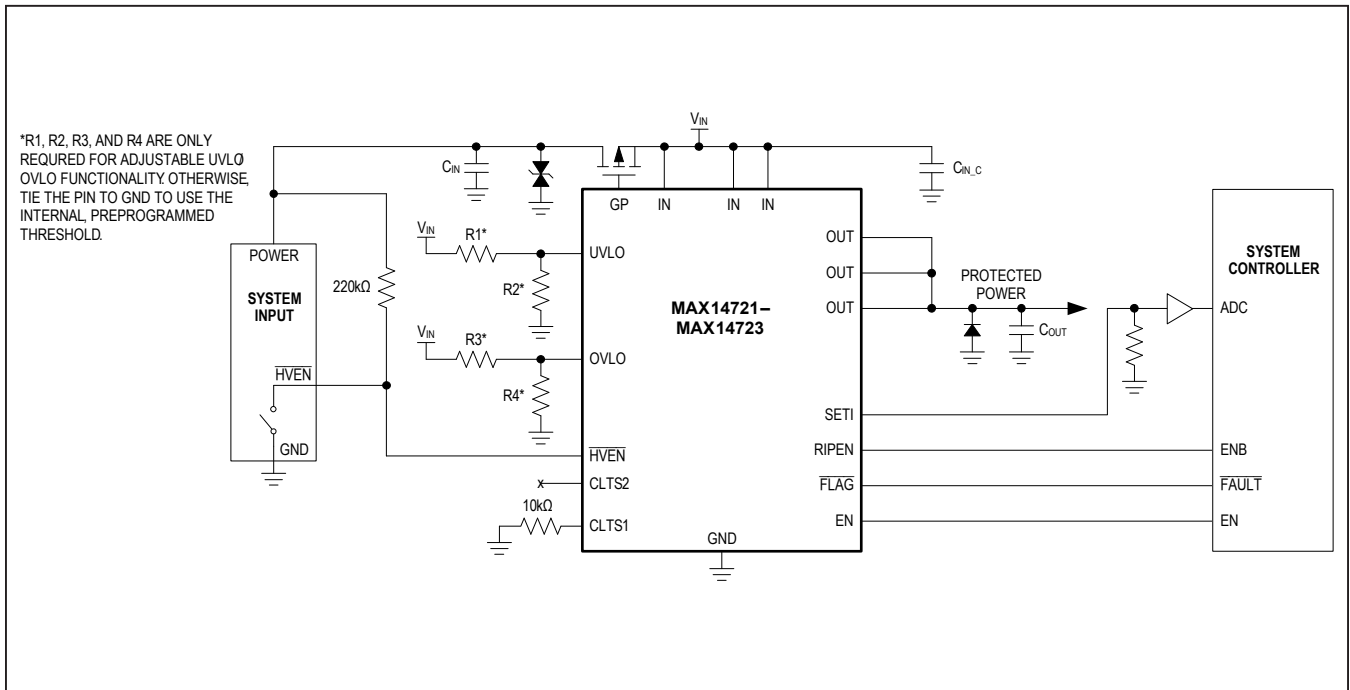 *R1, R2, R3, AND R4 ARE ONLY
REQURED FOR ADJUSTABLE UVLO
OVLO FUNCTIONALITY. OTHERWISE,
TIE THE PIN TO GND TO USE THE
INTERNAL, PREPROGRAMMED
THRESHOLD.
VIN
CIN
CIN_C
GP
IN
IN
IN
POWER
SYSTEM
INPUT
HVEN
GND
220kΩ
VIN
R1*
R2*
UVLO
VIN
R3*
R4*
OVLO
HVEN
x
CLTS2
10kΩ
CLTS1
MAX14721–
MAX14723
GND
OUT
OUT
OUT
SETI
RIPEN
FLAG
EN
PROTECTED
POWER
COUT
SYSTEM
CONTROLLER
ADC
ENB
FAULT
EN